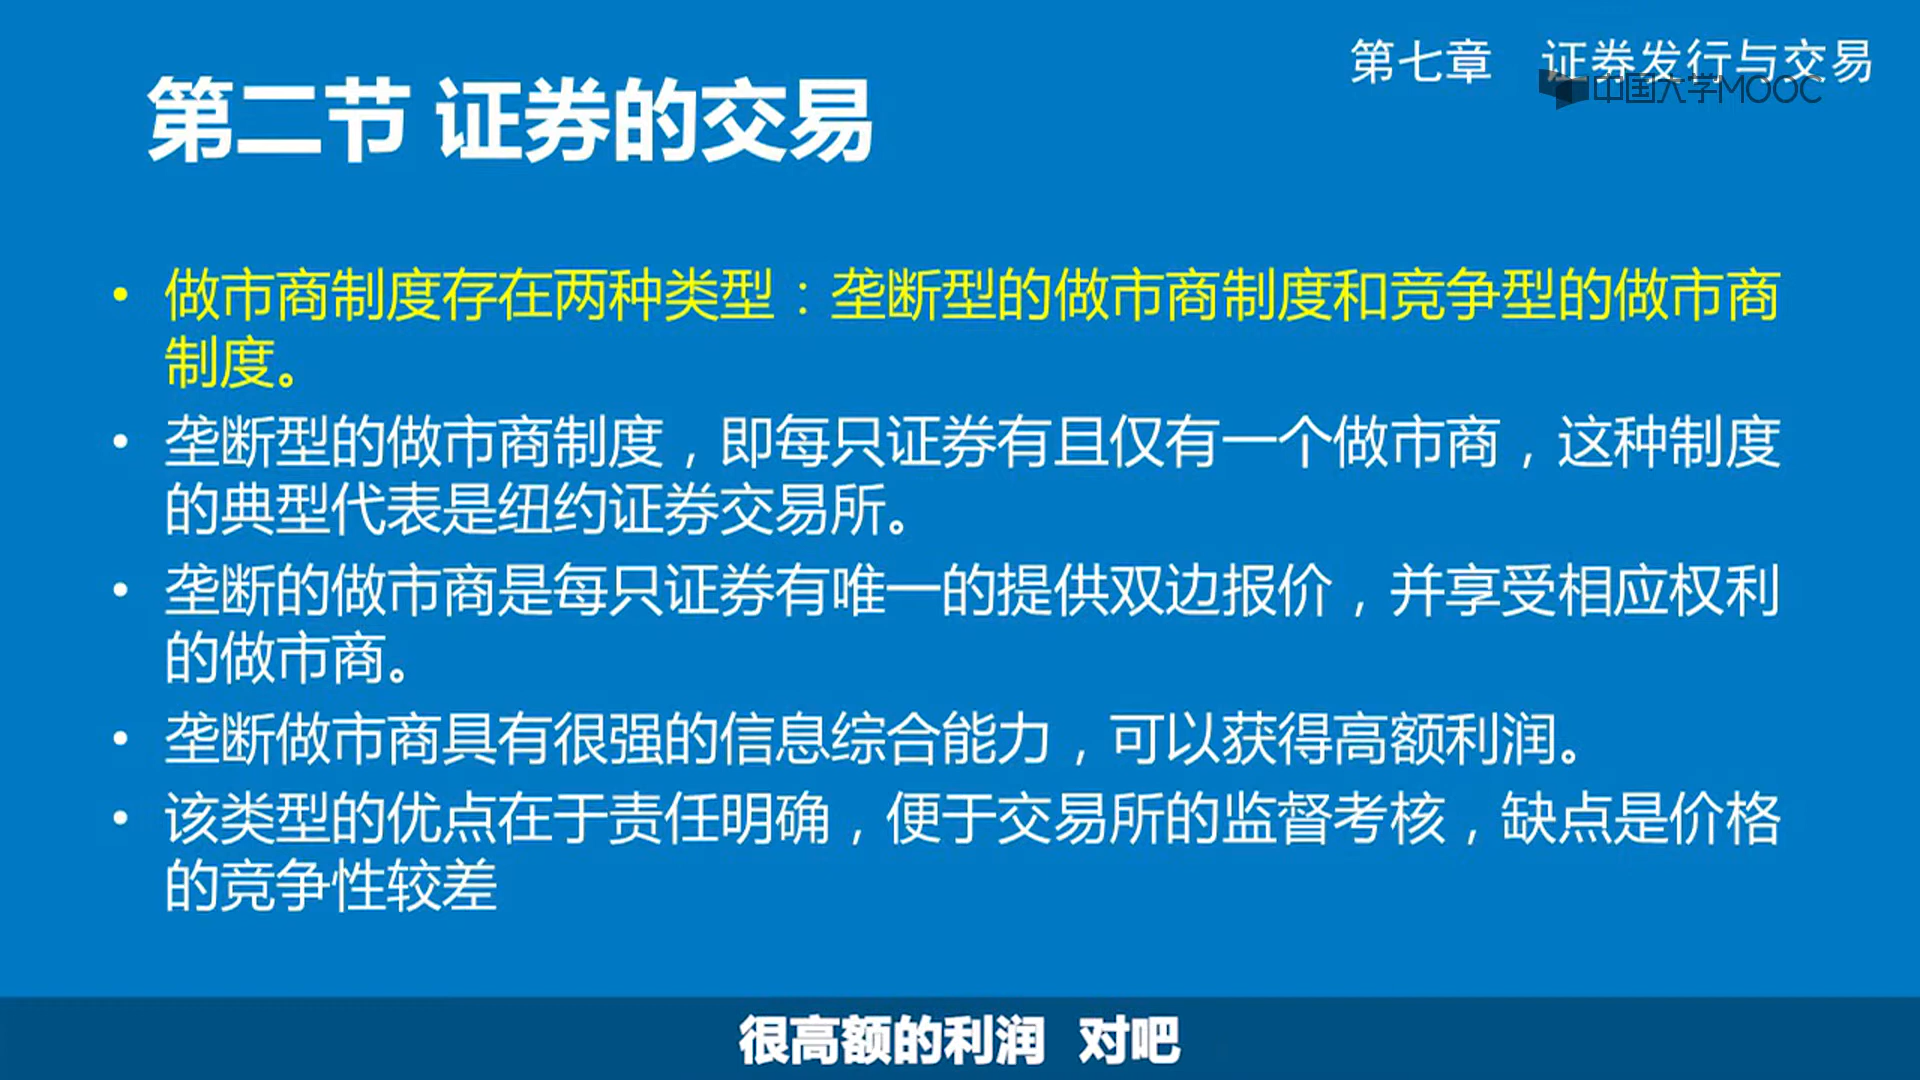 第七章 证券发行与交易
中国大学MOOC
第二节 证券的交易
• 做市商制度存在两种类型：垄断型的做市商制度和竞争型的做市商
制度。
• 垄断型的做市商制度，即每只证券有且仅有一个做市商，这种制度
的典型代表是纽约证券交易所。
• 垄断的做市商是每只证券有唯一的提供双边报价，并享受相应权利
的做市商。
• 垄断做市商具有很强的信息综合能力，可以获得高额利润。
• 该类型的优点在于责任明确，便于交易所的监督考核，缺点是价格
的竞争性较差
很高额的利润 对吧